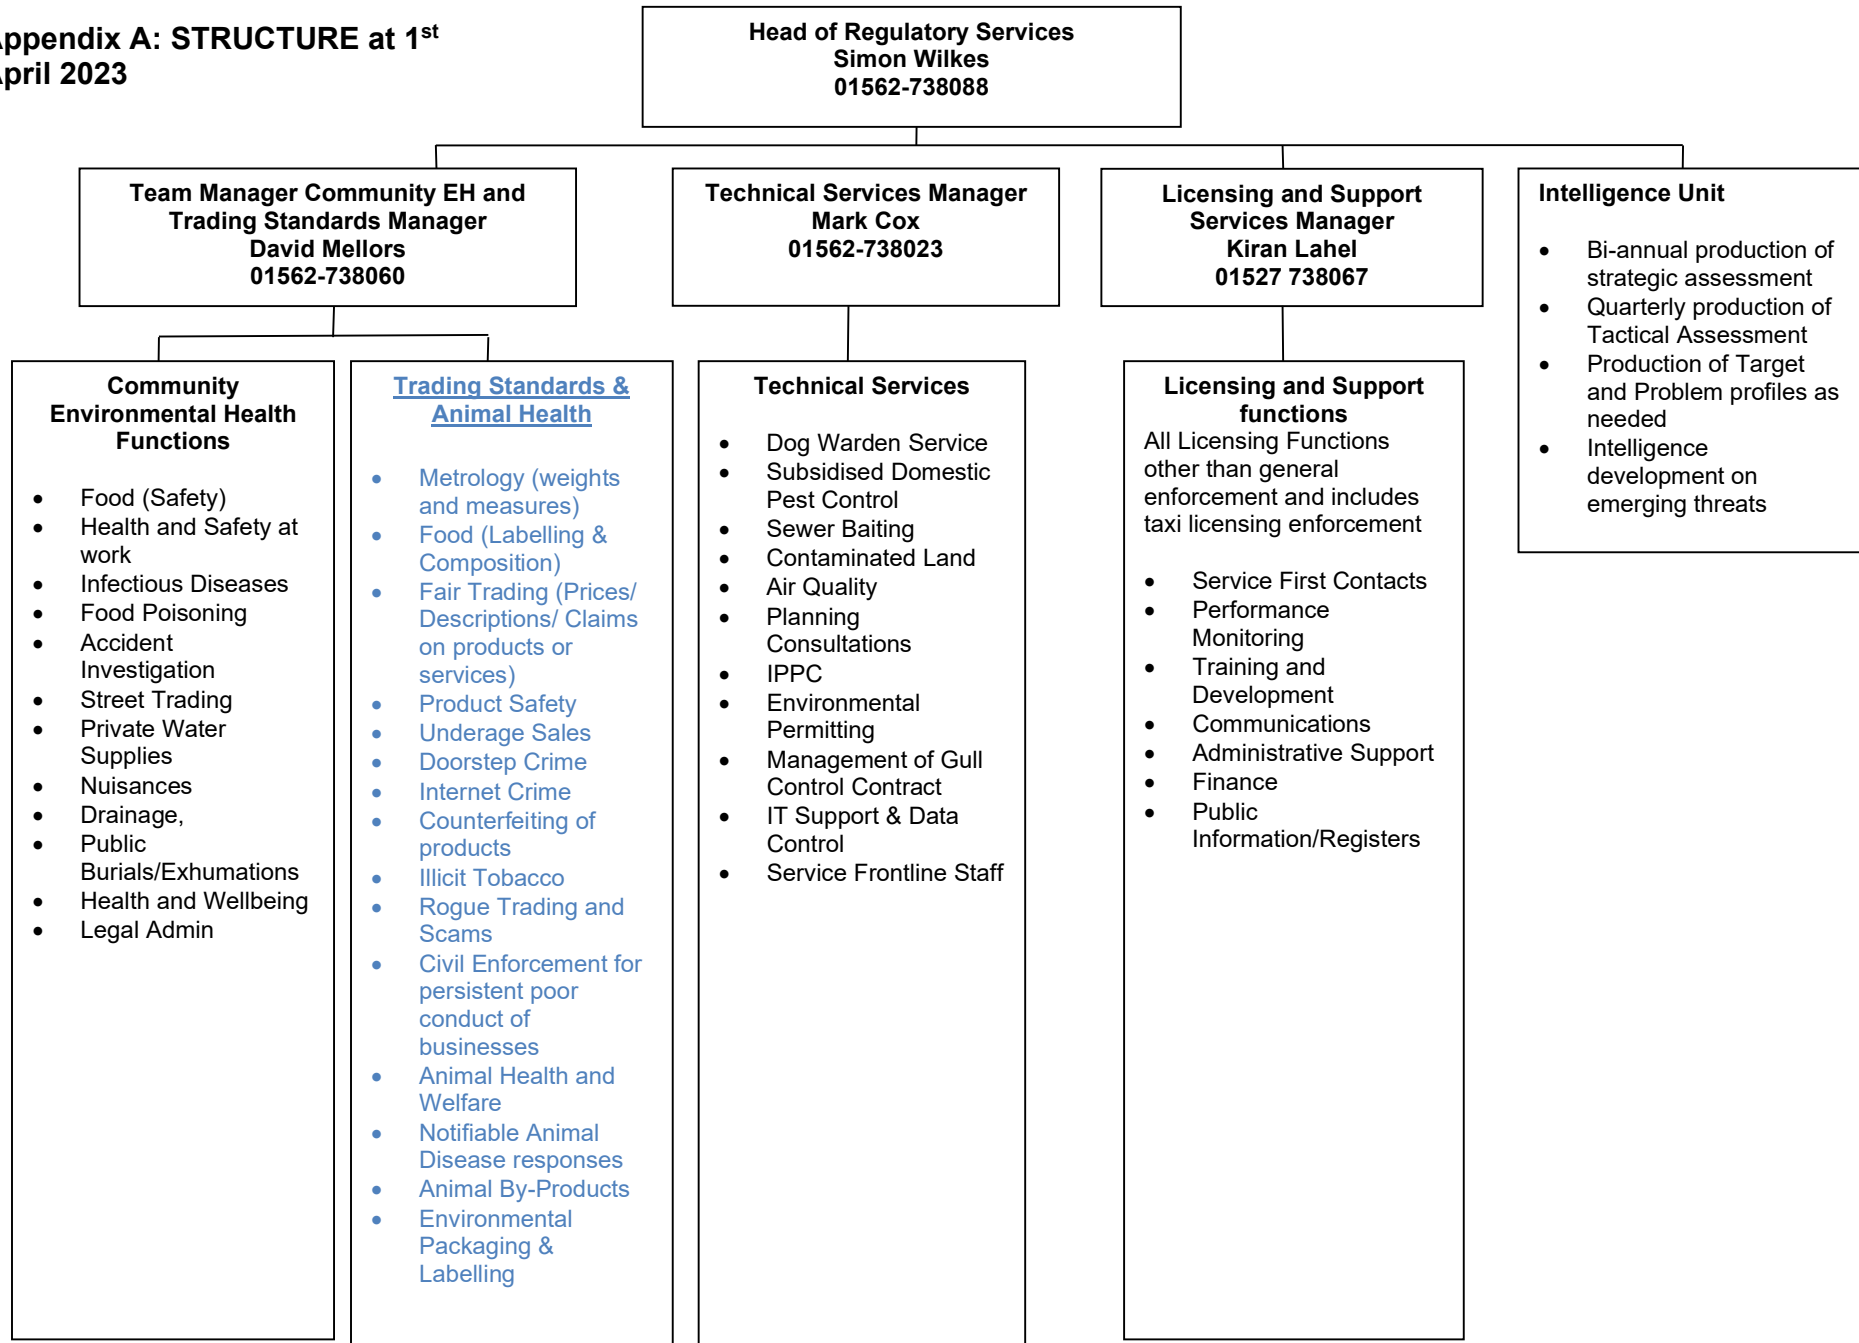 Appendix A: STRUCTURE at 1st
April 2023
Head of Regulatory Services
Simon Wilkes
01562-738088
Team Manager Community EH and
Trading Standards Manager
David Mellors
01562-738060
Technical Services Manager
Mark Cox
01562-738023
Licensing and Support
Services Manager
Kiran Lahel
01527 738067
Intelligence Unit
• Bi-annual production of
strategic assessment
• Quarterly production of
Tactical Assessment
• Production of Target
and Problem profiles as
needed
• Intelligence
development on
emerging threats
Community
Environmental Health
Functions
• Food (Safety)
• Health and Safety at
work
• Infectious Diseases
• Food Poisoning
• Accident
Investigation
• Street Trading
• Private Water
Supplies
• Nuisances
• Drainage,
• Public
Burials/Exhumations
• Health and Wellbeing
• Legal Admin
Trading Standards &
Animal Health
• Metrology (weights
and measures)
• Food (Labelling &
Composition)
• Fair Trading (Prices/
Descriptions/ Claims
on products or
services)
• Product Safety
• Underage Sales
• Doorstep Crime
• Internet Crime
• Counterfeiting of
products
• Illicit Tobacco
• Rogue Trading and
Scams
• Civil Enforcement for
persistent poor
conduct of
businesses
• Animal Health and
Welfare
• Notifiable Animal
Disease responses
• Animal By-Products
• Environmental
Packaging &
Labelling
Technical Services
• Dog Warden Service
• Subsidised Domestic
Pest Control
• Sewer Baiting
• Contaminated Land
• Air Quality
• Planning
Consultations
• IPPC
• Environmental
Permitting
• Management of Gull
Control Contract
• IT Support & Data
Control
• Service Frontline Staff
Licensing and Support
functions
All Licensing Functions
other than general
enforcement and includes
taxi licensing enforcement
• Service First Contacts
• Performance
Monitoring
• Training and
Development
• Communications
• Administrative Support
• Finance
• Public
Information/Registers